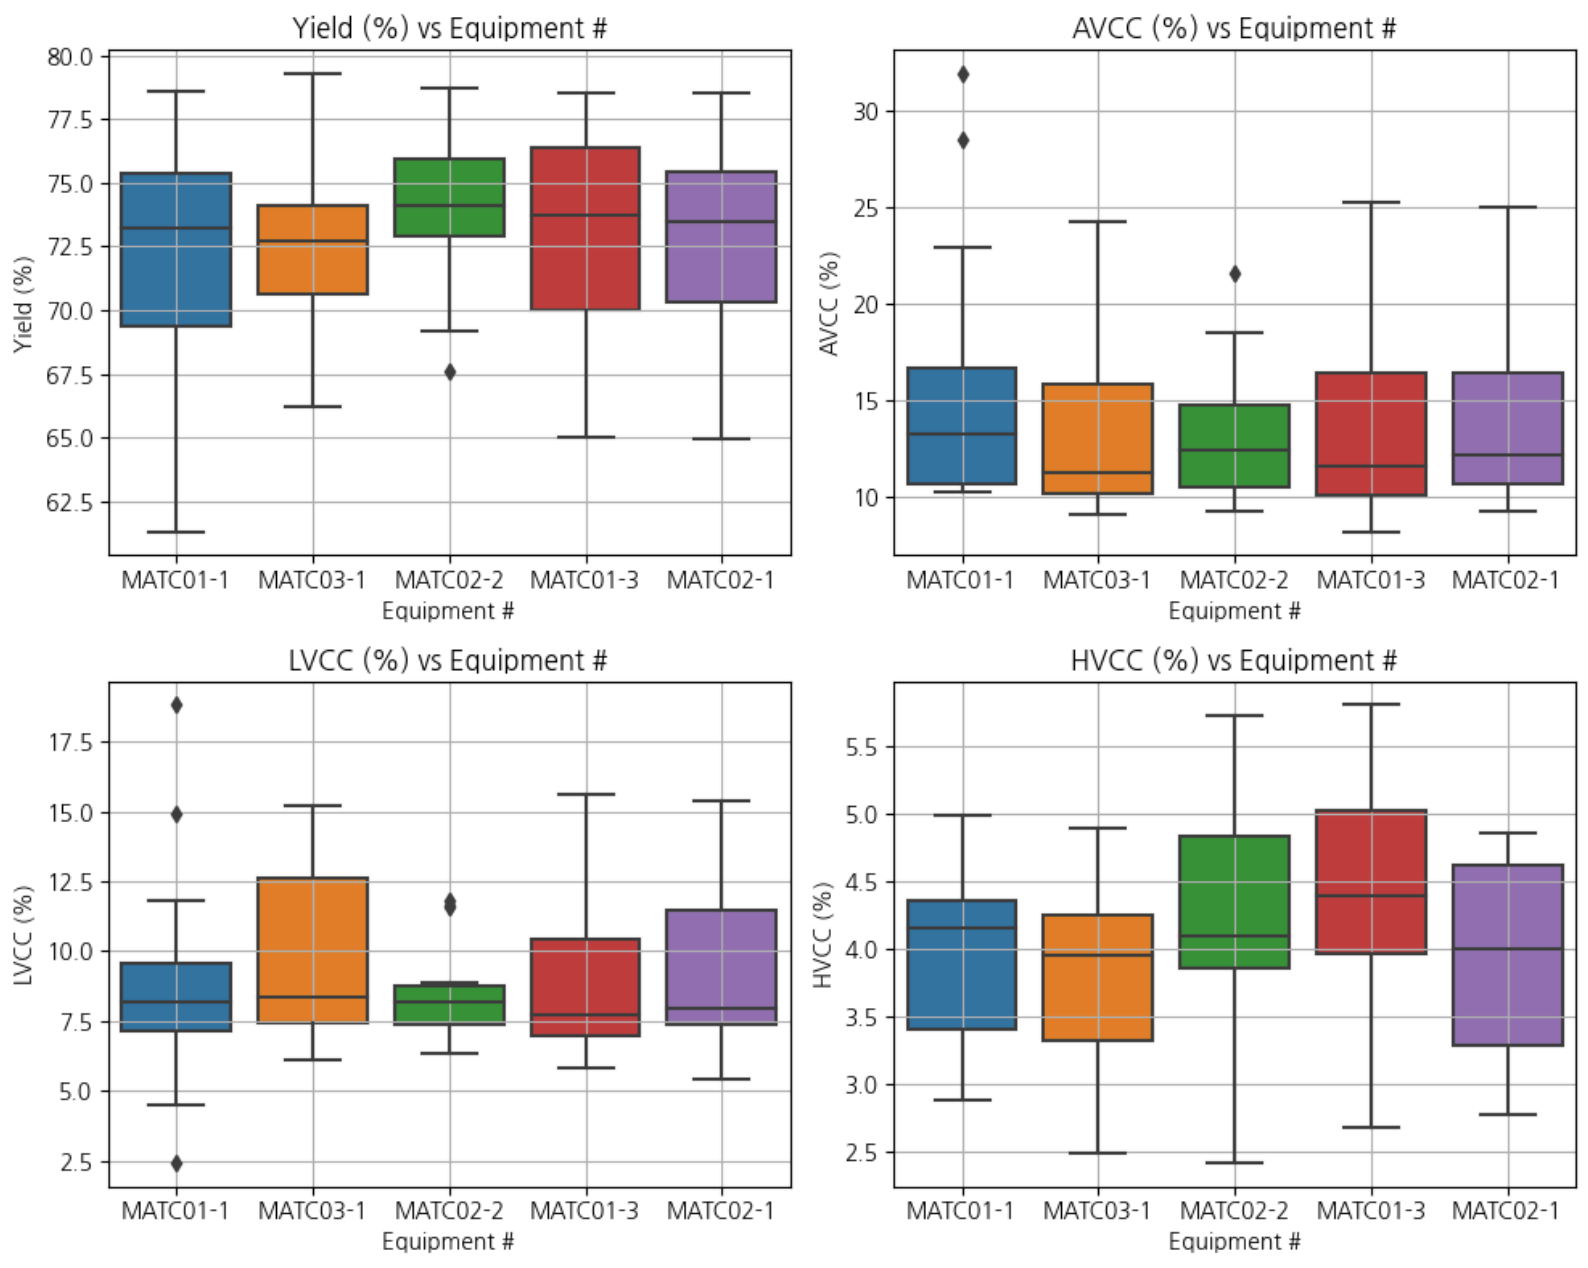 Yield (%) vs Equipment #
Yield (%)
80.0
77.5
75.0
72.5
70.0
67.5
65.0
62.5
MATC01-1 MATC03-1 MATC02-2 MATC01-3 MATC02-1
Equipment #
AVCC (%) vs Equipment #
AVCC (%)
30
25
20
15
10
MATC01-1 MATC03-1 MATC02-2 MATC01-3 MATC02-1
Equipment #
LVCC (%) vs Equipment #
LVCC (%)
17.5
15.0
12.5
10.0
7.5
5.0
2.5
MATC01-1 MATC03-1 MATC02-2 MATC01-3 MATC02-1
Equipment #
HVCC (%) vs Equipment #
HVCC (%)
5.5
5.0
4.5
4.0
3.5
3.0
2.5
MATC01-1 MATC03-1 MATC02-2 MATC01-3 MATC02-1
Equipment #